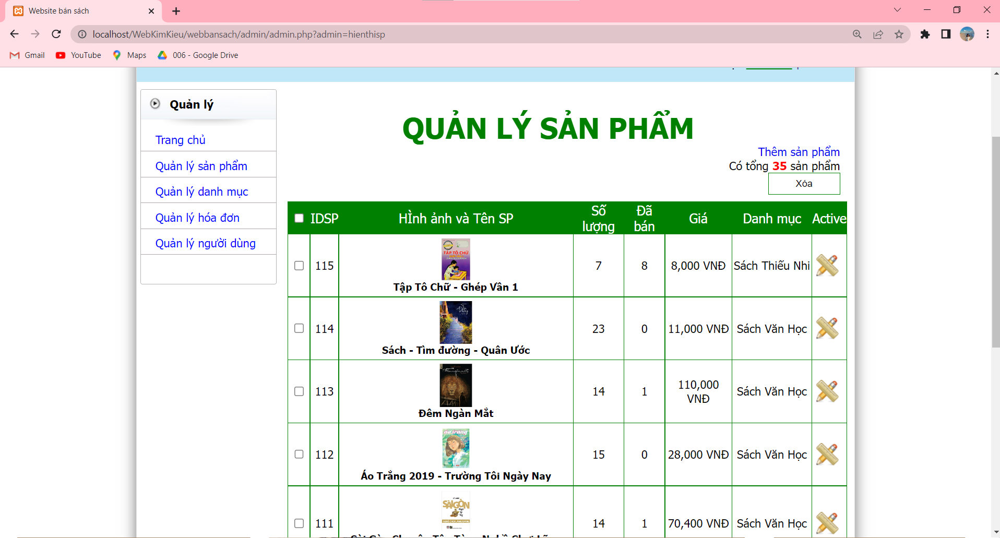 Website bán sách
localhost/WebKimKieu/webbansach/admin/admin.php?admin=hienthisp
Gmail YouTube Maps 006 - Google Drive
Quản lý
Trang chủ
Quản lý sản phẩm
Quản lý danh mục
Quản lý hóa đơn
Quản lý người dùng
QUẢN LÝ SẢN PHẨM
Thêm sản phẩm
Có tổng 35 sản phẩm
Xóa
IDSP HÌnh ảnh và Tên SP Số lượng Đã bán Giá Danh mục Active
TẬP TÔ CHỮ
115 7 8 8,000 VNĐ Sách Thiếu Nhi
Tập Tô Chữ - Ghép Vần 1
114 23 0 11,000 VNĐ Sách Văn Học
Sách - Tìm đường - Quân Ước
113 14 1 110,000 VNĐ Sách Văn Học
Đêm Ngàn Mắt
áo trắng
112 15 0 28,000 VNĐ Sách Văn Học
Áo Trắng 2019 - Trường Tôi Ngày Nay
SÀI GÒN
111 14 1 70,400 VNĐ Sách Văn Học